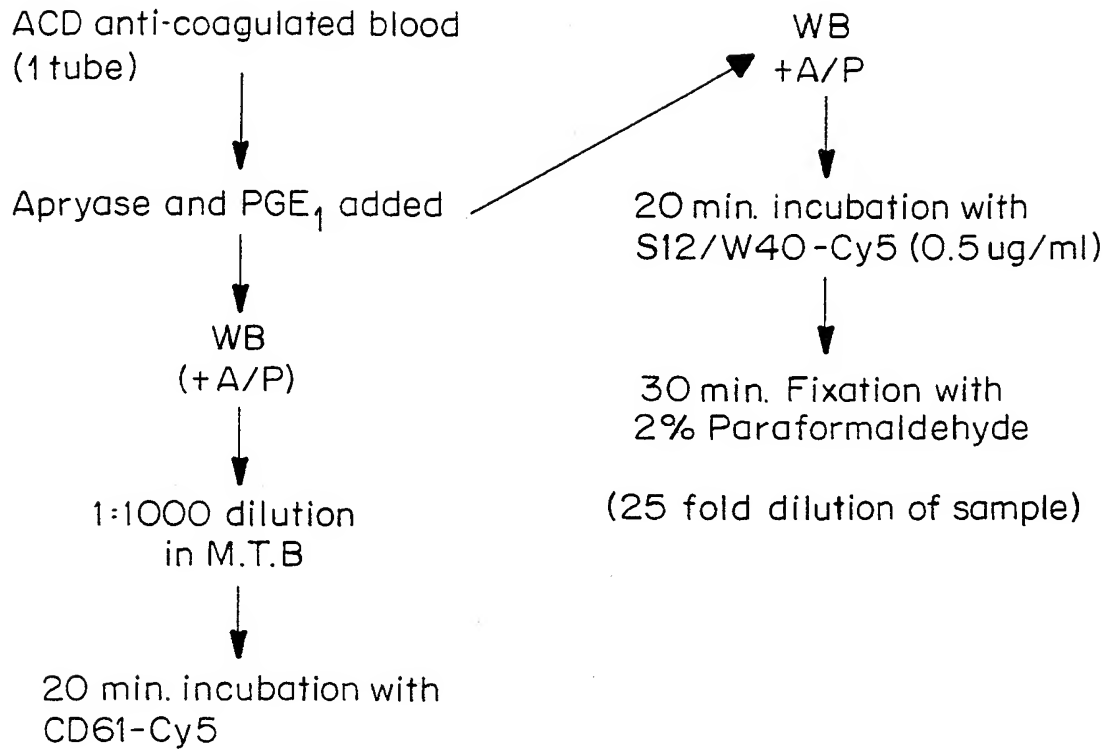 ACD anti-coagulated blood
(1 tube)
Apryase and PGE₁ added
WB
(+A/P)
1:1000 dilution
in M.T.B
20 min. incubation with
CD61-Cy5
WB
+A/P
20 min. incubation with
S12/W40-Cy5 (0.5ug/ml)
30 min. Fixation with
2% Paraformaldehyde
(25 fold dilution of sample)